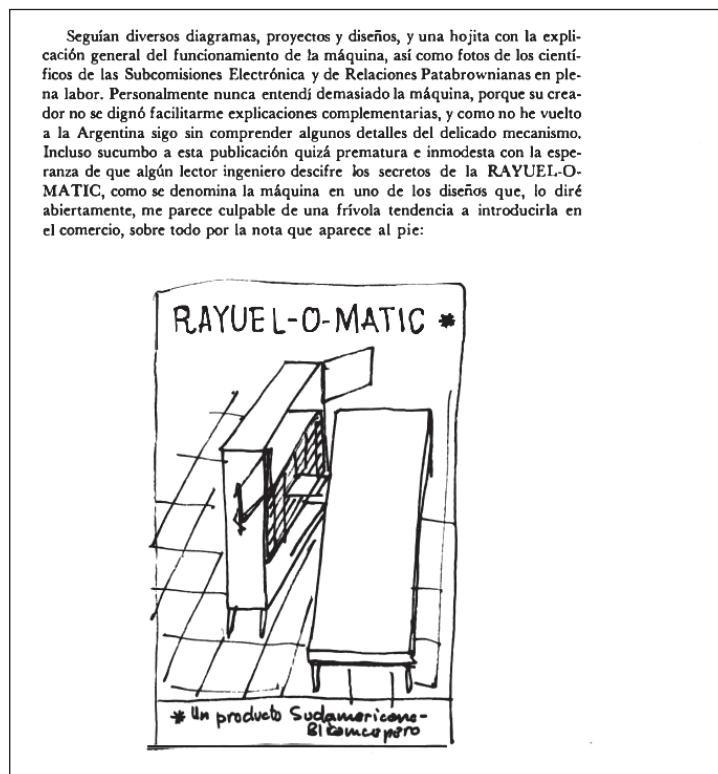 Seguían diversos diagramas, proyectos y diseños, y una hojita con la expli-
cación general del funcionamiento de la máquina, así como fotos de los cientí-
ficos de las Subcomisiones Electrónica y de Relaciones Patabrownianas en ple-
na labor. Personalmente nunca entendí demasiado la máquina, porque su crea-
dor no se dignó facilitarme explicaciones complementarias, y como no he vuelto
a la Argentina sigo sin comprender algunos detalles del delicado mecanismo.
Incluso sucumbo a esta publicación quizá prematura e inmodesta con la espe-
ranza de que algún lector ingeniero descifre los secretos de la RAYUEL-O-
MATIC, como se denomina la máquina en uno de los diseños que, lo diré
abiertamente, me parece culpable de una frívola tendencia a introducirla en
el comercio, sobre todo por la nota que aparece al pie:
RAYUEL-O-MATIC *
* Un producto Sudamericano-